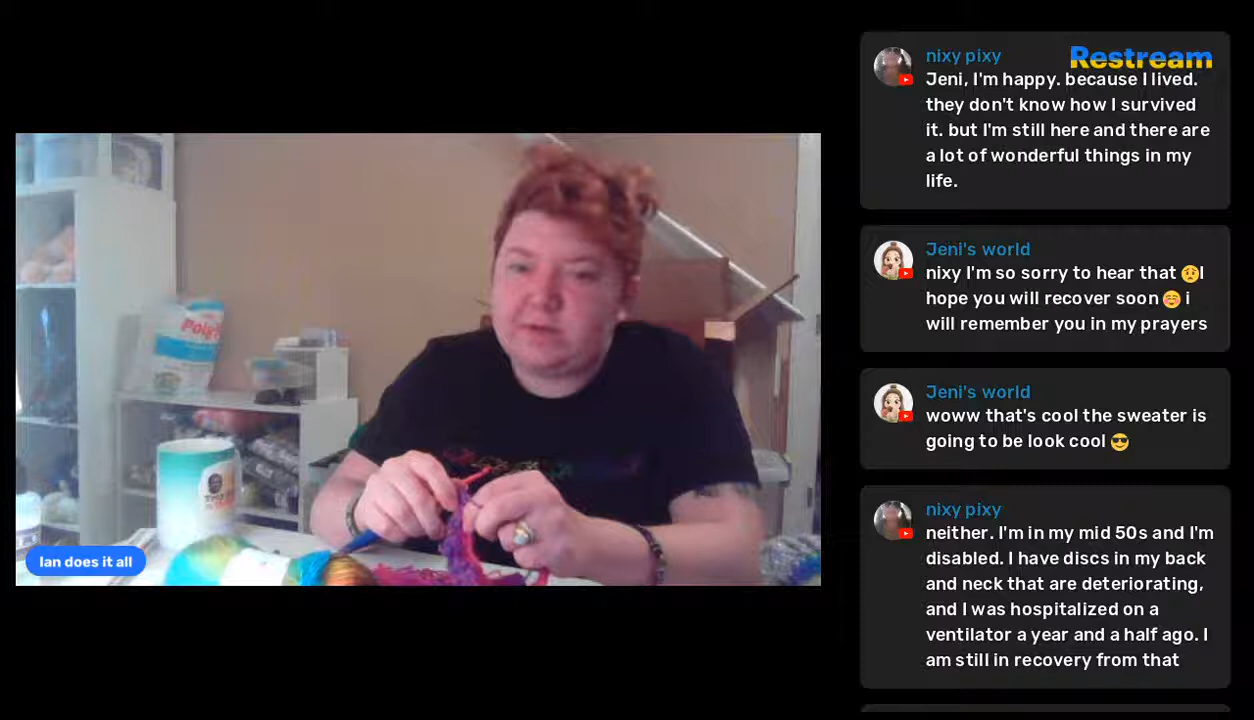 Restream
nixy pixy
Jeni, I'm happy. because I lived.
they don't know how I survived
it. but I'm still here and there are
a lot of wonderful things in my
life.
Jeni's world
nixy I'm so sorry to hear that 😟I
hope you will recover soon☺️ i
will remember you in my prayers
Jeni's world
woww that's cool the sweater is
going to be look cool 😎
nixy pixy
neither. I'm in my mid 50s and I'm
disabled. I have discs in my back
and neck that are deteriorating,
and I was hospitalized on a
ventilator a year and a half ago. I
am still in recovery from that
Ian does it all